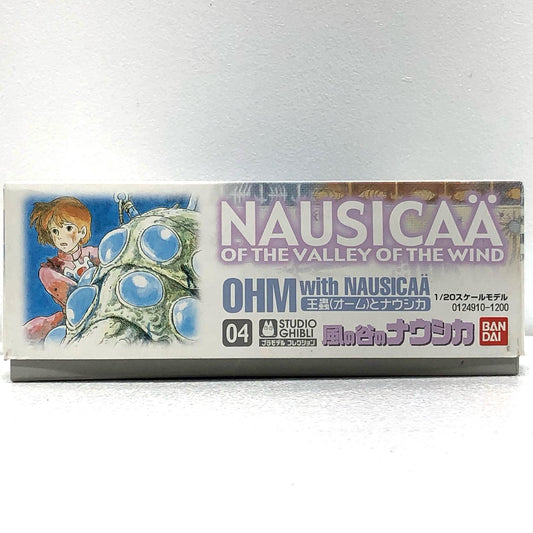 NAUSICAÄ
OF THE VALLEY OF THE WIND
OHM with NAUSICAÄ
王蟲(オーム)とナウシカ
1/20スケールモデル
0124910-1200
04
STUDIO
GHIBLI
プラモデル コレクション
風の谷のナウシカ
BAN
DAI